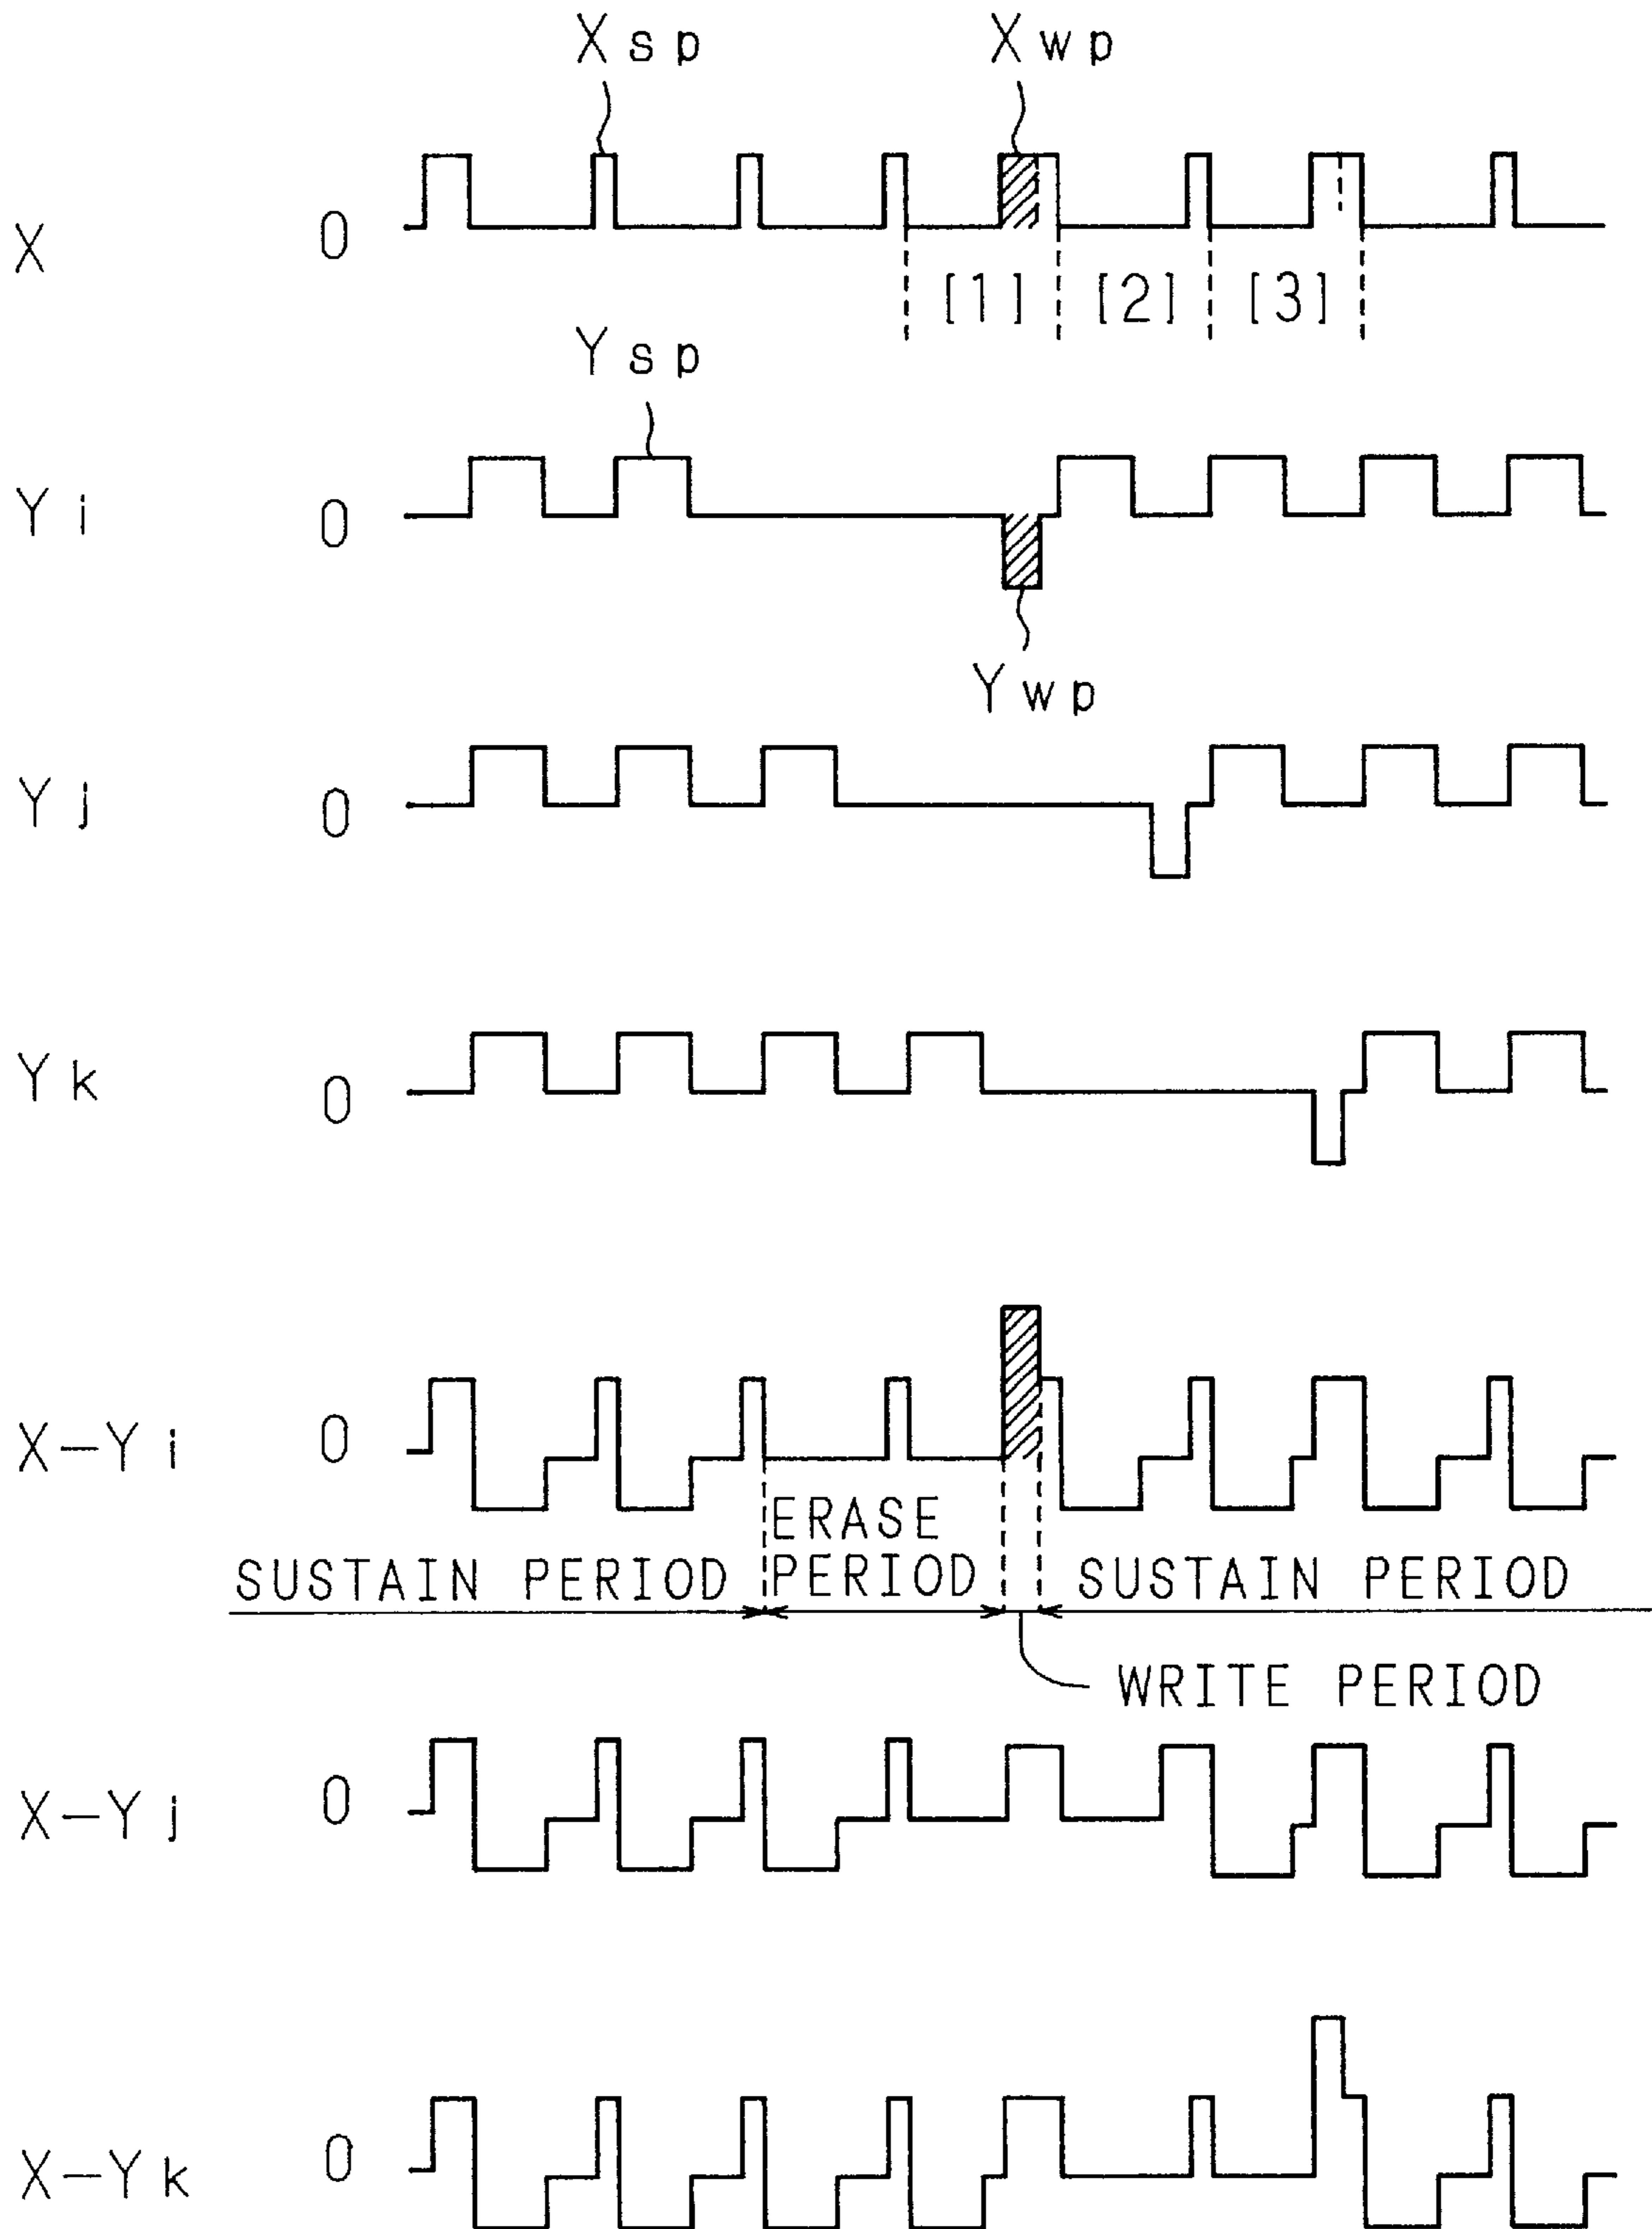 Xsp Xwp
X 0
[1] [2] [3]
Ysp
Yi 0
Ywp
Yj 0
Yk 0
X-Yi 0
ERASE
SUSTAIN PERIOD PERIOD SUSTAIN PERIOD
WRITE PERIOD
X-Yj 0
X-Yk 0